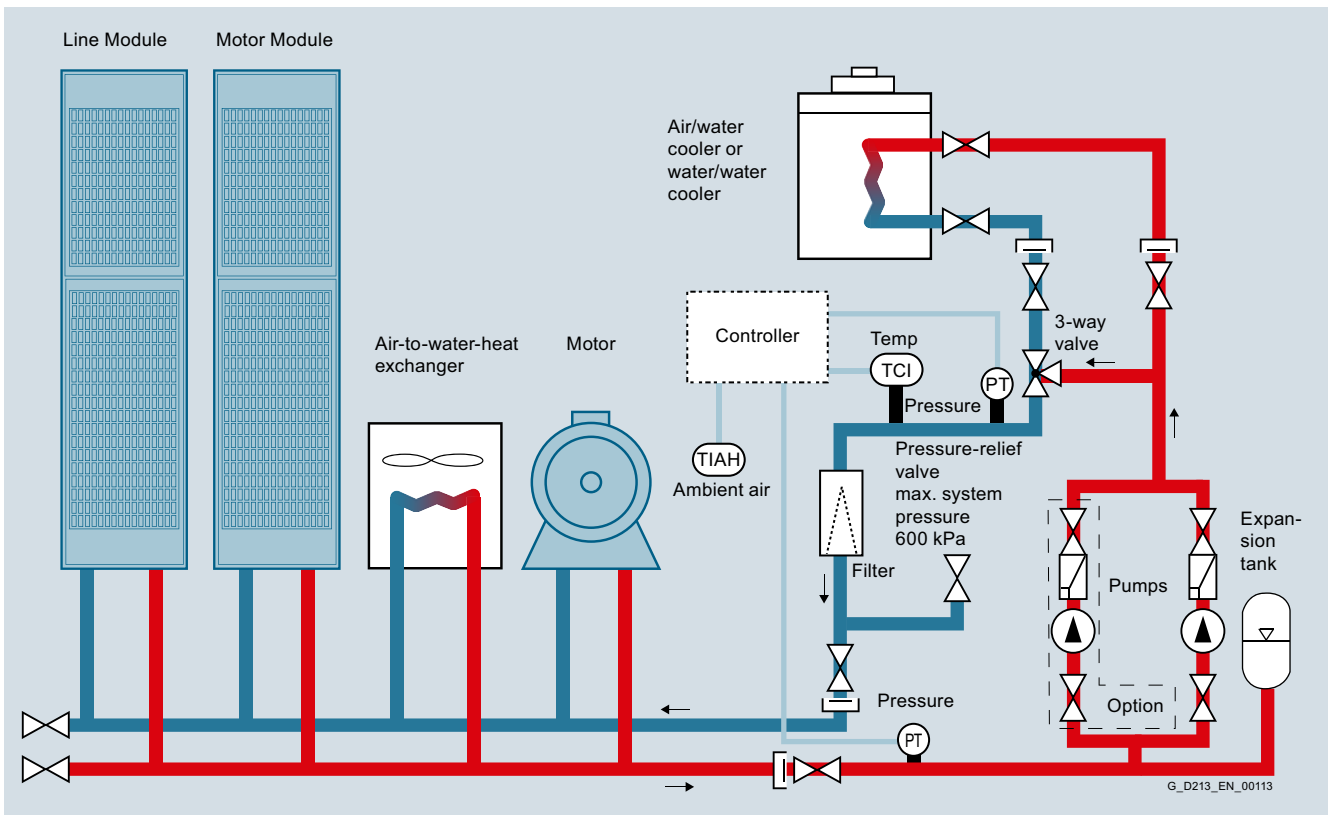 Line Module
Motor Module
Air/water
cooler or
water/water
cooler
Controller
Temp
3-way
valve
Air-to-water-heat
exchanger
Motor
TCI
PT
Pressure
TIAH
Ambient air
Pressure-relief
valve
max. system
pressure
600 kPa
Filter
Expan-
sion
tank
Pumps
Option
Pressure
PT
G_D213_EN_00113